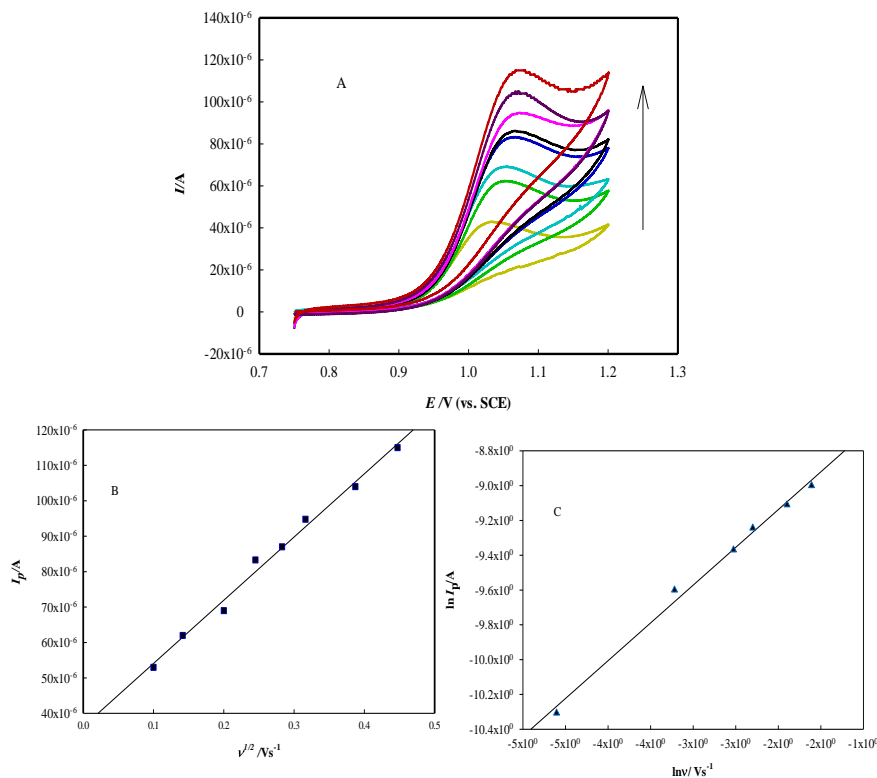 140x10-6
120x10-6
100x10-6
80x10-6
60x10-6
40x10-6
20x10-6
0
-20x10-6
I/A
A
0.7 0.8 0.9 1.0 1.1 1.2 1.3
E /V (vs. SCE)
120x10-6
110x10-6
100x10-6
90x10-6
80x10-6
70x10-6
60x10-6
50x10-6
40x10-6
Ip/A
B
0.0 0.1 0.2 0.3 0.4 0.5
v1/2 /Vs-1
-8.8x100
-9.0x100
-9.2x100
-9.4x100
-9.6x100
-9.8x100
-10.0x100
-10.2x100
-10.4x100
ln Ip/A
C
-5x100 -5x100 -4x100 -4x100 -3x100 -3x100 -2x100 -2x100 -1x100
lnv/ Vs-1